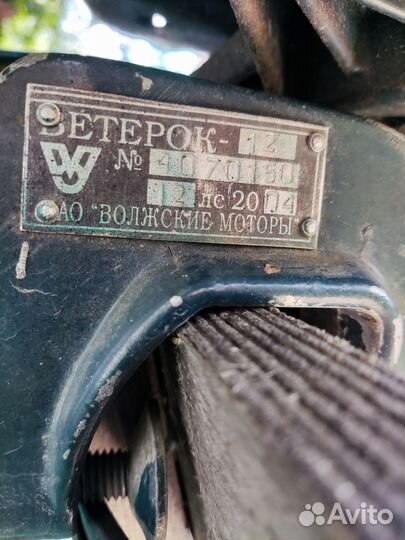 ВЕТЕРОК-12
№ 4070150
12 лс 2004
АО "ВОЛЖСКИЕ МОТОРЫ"
Avito